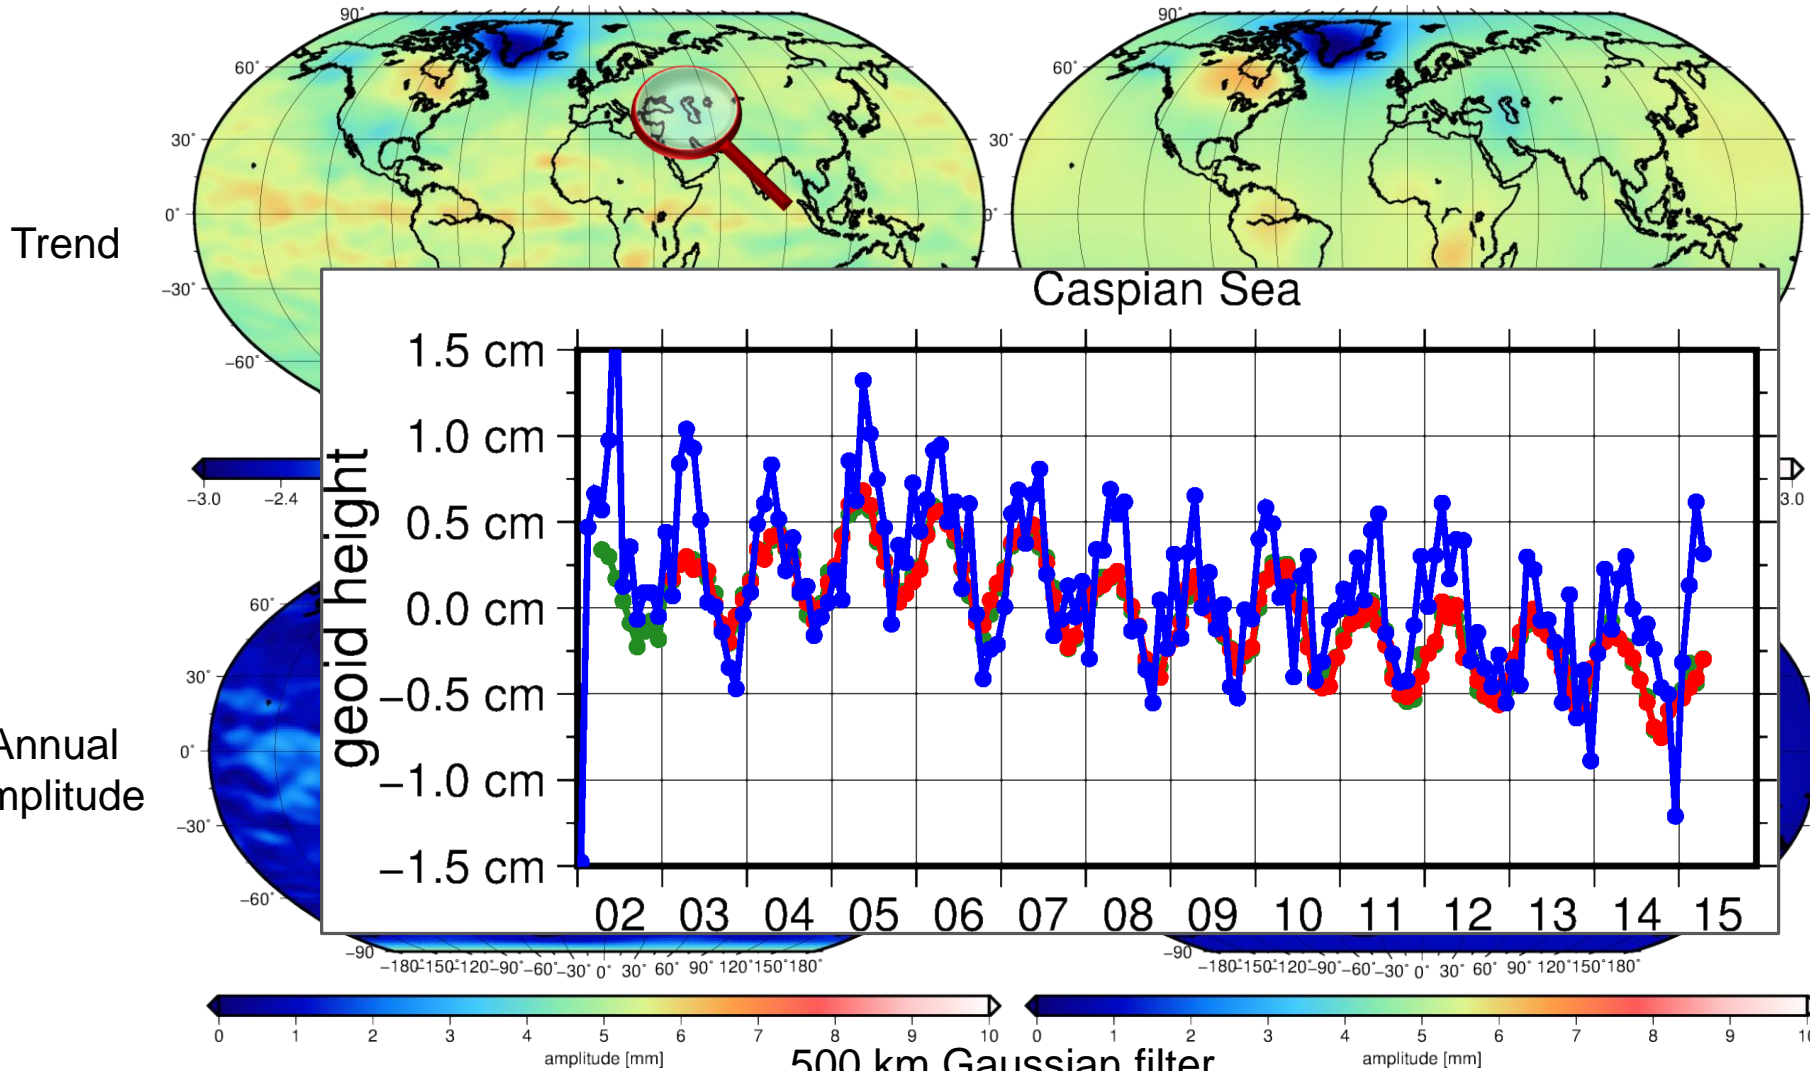 90° 90°
60° 60°
30° 30°
0° 0°
Trend
−30°
−60°
−3.0 −2.4 3.0
Caspian Sea
geoid height
1.5 cm
1.0 cm
0.5 cm
0.0 cm
−0.5 cm
−1.0 cm
−1.5 cm
02 03 04 05 06 07 08 09 10 11 12 13 14 15
60°
30°
0°
−30°
−60°
Annual
mplitude
−90 −90
−180°−150°−120°−90°−60°−30° 0° 30° 60° 90° 120°150°180°
−180°−150°−120°−90°−60°−30° 0° 30° 60° 90° 120°150°180°
0 1 2 3 4 5 6 7 8 9 10
0 1 2 3 4 5 6 7 8 9 10
amplitude [mm] amplitude [mm]
500 km Gaussian filter